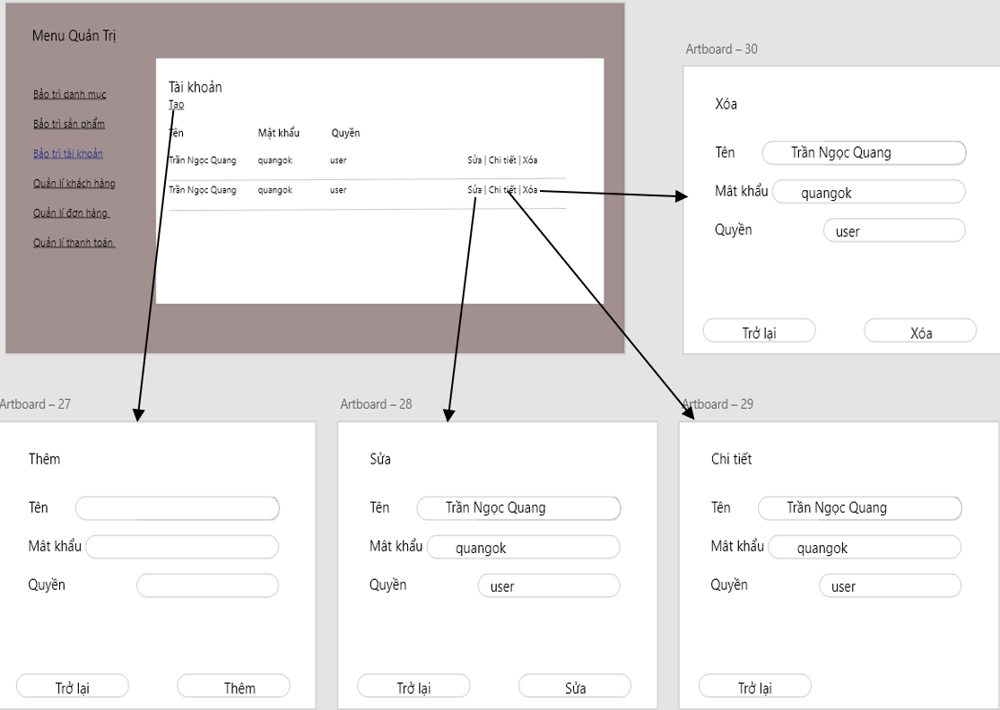 Menu Quản Trị
Bảo trì danh mục
Bảo trì sản phẩm
Bảo trì tài khoản
Quản lí khách hàng
Quản lí đơn hàng
Quản lí thanh toán
Tài khoản
Tạo
Tên Mật khẩu Quyền
Trần Ngọc Quang quangok user Sửa | Chi tiết | Xóa
Trần Ngọc Quang quangok user Sửa | Chi tiết | Xóa
Artboard – 30
Xóa
Tên Trần Ngọc Quang
Mât khẩu quangok
Quyền user
Trở lại Xóa
Artboard – 27
Thêm
Tên
Mât khẩu
Quyền
Trở lại Thêm
Artboard – 28
Sửa
Tên Trần Ngọc Quang
Mât khẩu quangok
Quyền user
Trở lại Sửa
Artboard – 29
Chi tiết
Tên Trần Ngọc Quang
Mât khẩu quangok
Quyền user
Trở lại